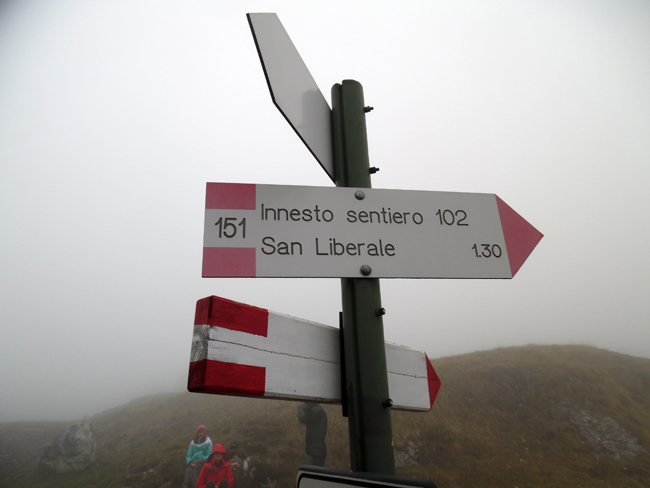 151
Innesto sentiero 102
San Liberale 1.30